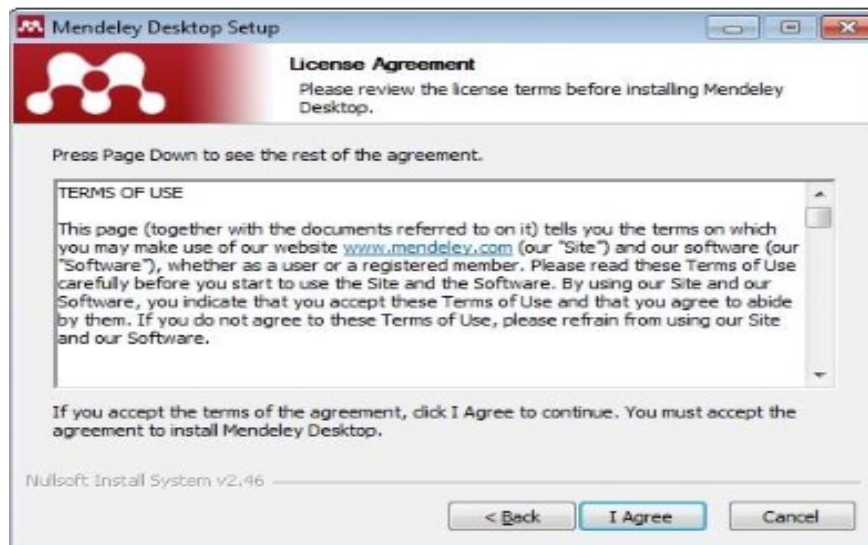 Mendeley Desktop Setup
License Agreement
Please review the license terms before installing Mendeley
Desktop.
Press Page Down to see the rest of the agreement.
TERMS OF USE
This page (together with the documents referred to on it) tells you the terms on which
you may make use of our website www.mendeley.com (our "Site") and our software (our
"Software"), whether as a user or a registered member. Please read these Terms of Use
carefully before you start to use the Site and the Software. By using our Site and our
Software, you indicate that you accept these Terms of Use and that you agree to abide
by them. If you do not agree to these Terms of Use, please refrain from using our Site
and our Software.
If you accept the terms of the agreement, click I Agree to continue. You must accept the
agreement to install Mendeley Desktop.
Nullsoft Install System v2.46
< Back I Agree Cancel